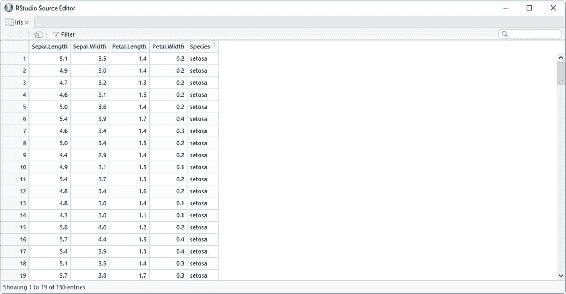 RStudio Source Editor
Iris
Filter
Sepal.Length Sepal.Width Petal.Length Petal.Width Species
1 5.1 3.5 1.4 0.2 setosa
2 4.9 3.0 1.4 0.2 setosa
3 4.7 3.2 1.3 0.2 setosa
4 4.6 3.1 1.5 0.2 setosa
5 5.0 3.6 1.4 0.2 setosa
6 5.4 3.9 1.7 0.4 setosa
7 4.6 3.4 1.4 0.3 setosa
8 5.0 3.4 1.5 0.2 setosa
9 4.4 2.9 1.4 0.2 setosa
10 4.9 3.1 1.5 0.1 setosa
11 5.4 3.7 1.5 0.2 setosa
12 4.8 3.4 1.6 0.2 setosa
13 4.8 3.0 1.4 0.1 setosa
14 4.3 3.0 1.1 0.1 setosa
15 5.8 4.0 1.2 0.2 setosa
16 5.7 4.4 1.5 0.4 setosa
17 5.4 3.9 1.3 0.4 setosa
18 5.1 3.5 1.4 0.3 setosa
19 5.7 3.8 1.7 0.3 setosa
Showing 1 to 19 of 150 entries